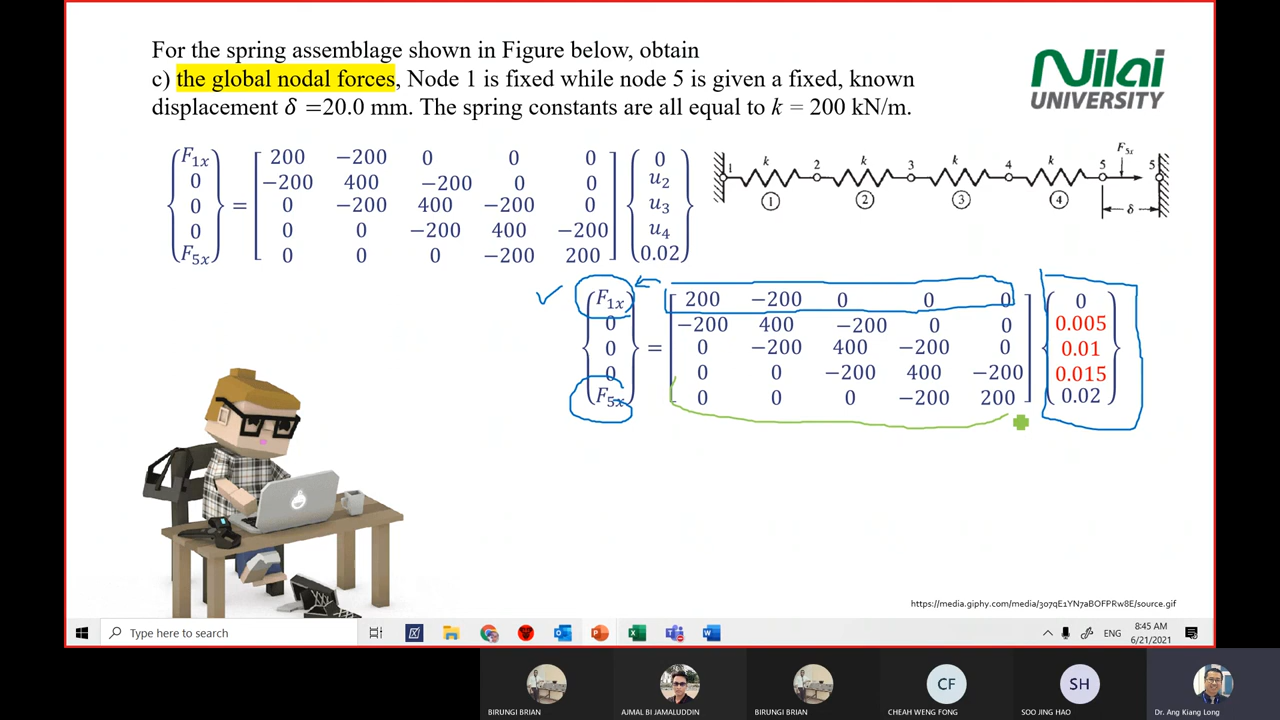 For the spring assemblage shown in Figure below, obtain
c) the global nodal forces, Node 1 is fixed while node 5 is given a fixed, known
displacement δ =20.0 mm. The spring constants are all equal to k = 200 kN/m.
Nilai
UNIVERSITY
F₁ₓ 200 −200 0 0 0 0
0 −200 400 −200 0 0 u₂
0 = 0 −200 400 −200 0 u₃
0 0 0 −200 400 −200 u₄
F₅ₓ 0 0 0 −200 200 0.02
F₅ₓ
1 k 2 k 3 k 4 k 5 5
1 2 3 4 δ
F₁ₓ 200 −200 0 0 0 0
0 −200 400 −200 0 0 0.005
0 = 0 −200 400 −200 0 0.01
0 0 0 −200 400 −200 0.015
F₅ₓ 0 0 0 −200 200 0.02
https://media.giphy.com/media/307qE1YN7aBOFPRw8E/source.gif
Type here to search
ENG
8:45 AM
6/21/2021
BIRUNGI BRIAN
AJMAL BI JAMALUDDIN
BIRUNGI BRIAN
CF
CHEAH WENG FONG
SH
SOO JING HAO
Dr. Ang Kiang Long